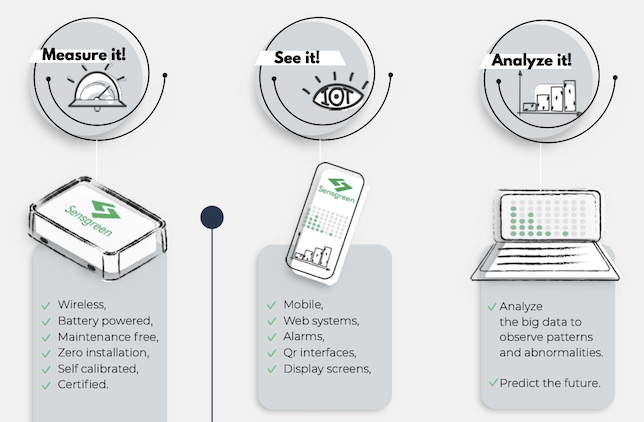 Measure it!
See it!
Analyze it!
IOT
Sensgreen
Sensgreen
Wireless,
Battery powered,
Maintenance free,
Zero installation,
Self calibrated,
Certified.
Mobile,
Web systems,
Alarms,
Qr interfaces,
Display screens,
Analyze
the big data to
observe patterns
and abnormalities.
Predict the future.